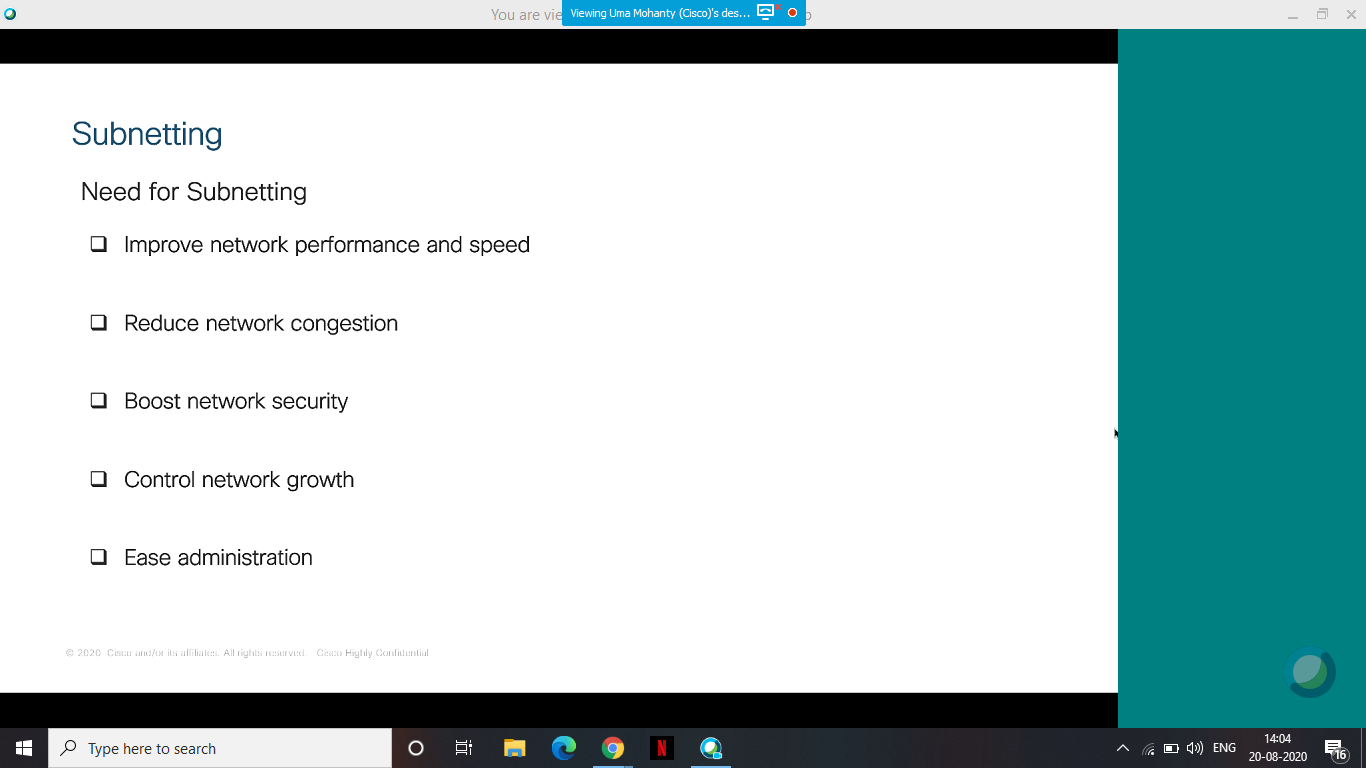 You are vie
Viewing Uma Mohanty (Cisco)'s des...
Subnetting
Need for Subnetting
❑ Improve network performance and speed
❑ Reduce network congestion
❑ Boost network security
❑ Control network growth
❑ Ease administration
© 2020 Cisco and/or its affiliates. All rights reserved. Cisco Highly Confidential
Type here to search
N
ENG
14:04
20-08-2020
16